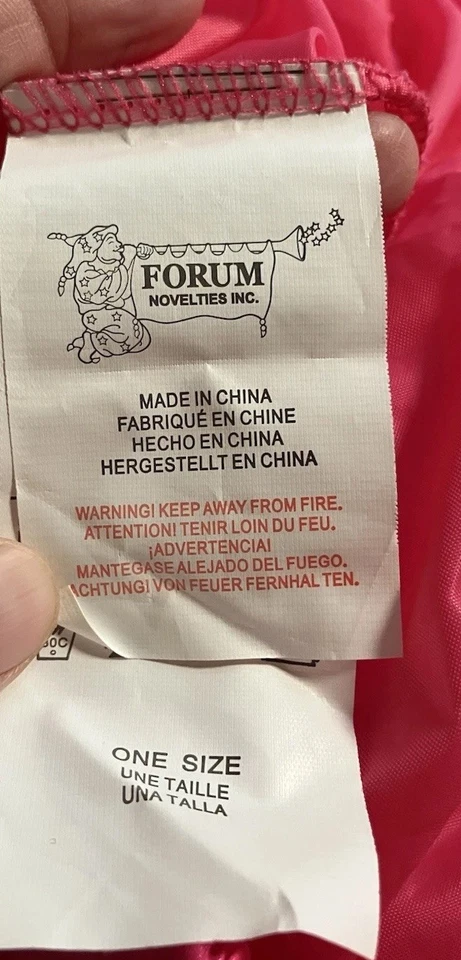 FORUM
NOVELTIES INC.
MADE IN CHINA
FABRIQUÉ EN CHINE
HECHO EN CHINA
HERGESTELLT EN CHINA
WARNING! KEEP AWAY FROM FIRE.
ATTENTION! TENIR LOIN DU FEU.
¡ADVERTENCIA!
MANTEGASE ALEJADO DEL FUEGO.
ACHTUNG! VON FEUER FERNHALTEN.
ONE SIZE
UNE TAILLE
UNA TALLA